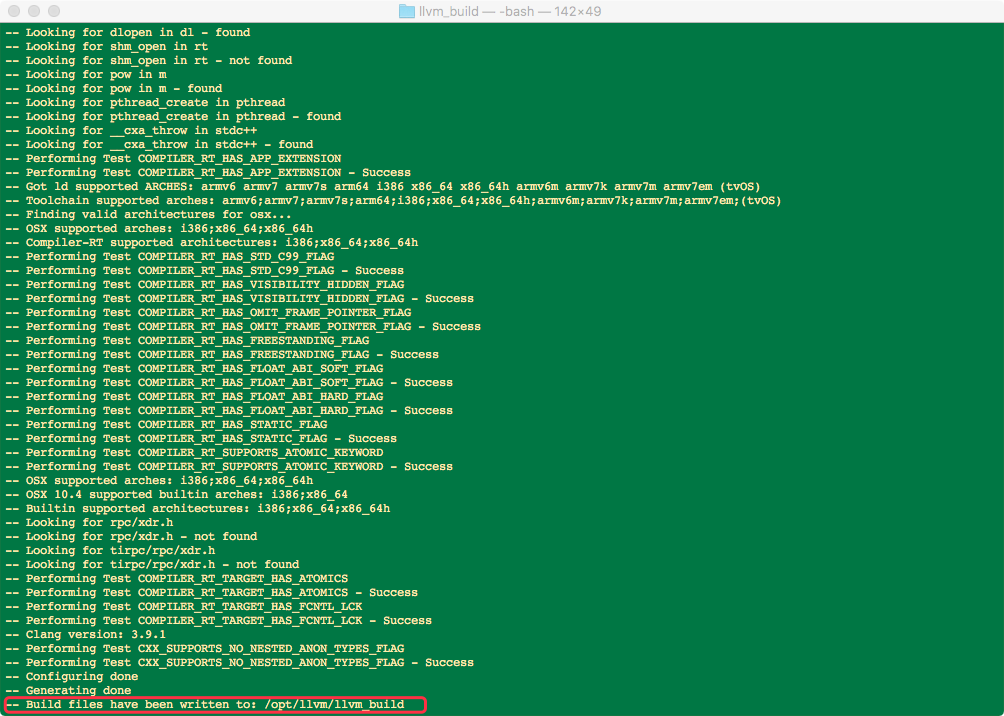 llvm_build — -bash — 142×49
-- Looking for dlopen in dl - found
-- Looking for shm_open in rt
-- Looking for shm_open in rt - not found
-- Looking for pow in m
-- Looking for pow in m - found
-- Looking for pthread_create in pthread
-- Looking for pthread_create in pthread - found
-- Looking for __cxa_throw in stdc++
-- Looking for __cxa_throw in stdc++ - found
-- Performing Test COMPILER_RT_HAS_APP_EXTENSION
-- Performing Test COMPILER_RT_HAS_APP_EXTENSION - Success
-- Got ld supported ARCHES: armv6 armv7 armv7s arm64 i386 x86_64 x86_64h armv6m armv7k armv7m armv7em (tvOS)
-- Toolchain supported arches: armv6;armv7;armv7s;arm64;i386;x86_64;x86_64h;armv6m;armv7k;armv7m;armv7em;(tvOS)
-- Finding valid architectures for osx...
-- OSX supported arches: i386;x86_64;x86_64h
-- Compiler-RT supported architectures: i386;x86_64;x86_64h
-- Performing Test COMPILER_RT_HAS_STD_C99_FLAG
-- Performing Test COMPILER_RT_HAS_STD_C99_FLAG - Success
-- Performing Test COMPILER_RT_HAS_VISIBILITY_HIDDEN_FLAG
-- Performing Test COMPILER_RT_HAS_VISIBILITY_HIDDEN_FLAG - Success
-- Performing Test COMPILER_RT_HAS_OMIT_FRAME_POINTER_FLAG
-- Performing Test COMPILER_RT_HAS_OMIT_FRAME_POINTER_FLAG - Success
-- Performing Test COMPILER_RT_HAS_FREESTANDING_FLAG
-- Performing Test COMPILER_RT_HAS_FREESTANDING_FLAG - Success
-- Performing Test COMPILER_RT_HAS_FLOAT_ABI_SOFT_FLAG
-- Performing Test COMPILER_RT_HAS_FLOAT_ABI_SOFT_FLAG - Success
-- Performing Test COMPILER_RT_HAS_FLOAT_ABI_HARD_FLAG
-- Performing Test COMPILER_RT_HAS_FLOAT_ABI_HARD_FLAG - Success
-- Performing Test COMPILER_RT_HAS_STATIC_FLAG
-- Performing Test COMPILER_RT_HAS_STATIC_FLAG - Success
-- Performing Test COMPILER_RT_SUPPORTS_ATOMIC_KEYWORD
-- Performing Test COMPILER_RT_SUPPORTS_ATOMIC_KEYWORD - Success
-- OSX supported arches: i386;x86_64;x86_64h
-- OSX 10.4 supported builtin arches: i386;x86_64
-- Builtin supported architectures: i386;x86_64;x86_64h
-- Looking for rpc/xdr.h
-- Looking for rpc/xdr.h - not found
-- Looking for tirpc/rpc/xdr.h
-- Looking for tirpc/rpc/xdr.h - not found
-- Performing Test COMPILER_RT_TARGET_HAS_ATOMICS
-- Performing Test COMPILER_RT_TARGET_HAS_ATOMICS - Success
-- Performing Test COMPILER_RT_TARGET_HAS_FCNTL_LCK
-- Performing Test COMPILER_RT_TARGET_HAS_FCNTL_LCK - Success
-- Clang version: 3.9.1
-- Performing Test CXX_SUPPORTS_NO_NESTED_ANON_TYPES_FLAG
-- Performing Test CXX_SUPPORTS_NO_NESTED_ANON_TYPES_FLAG - Success
-- Configuring done
-- Generating done
-- Build files have been written to: /opt/llvm/llvm_build